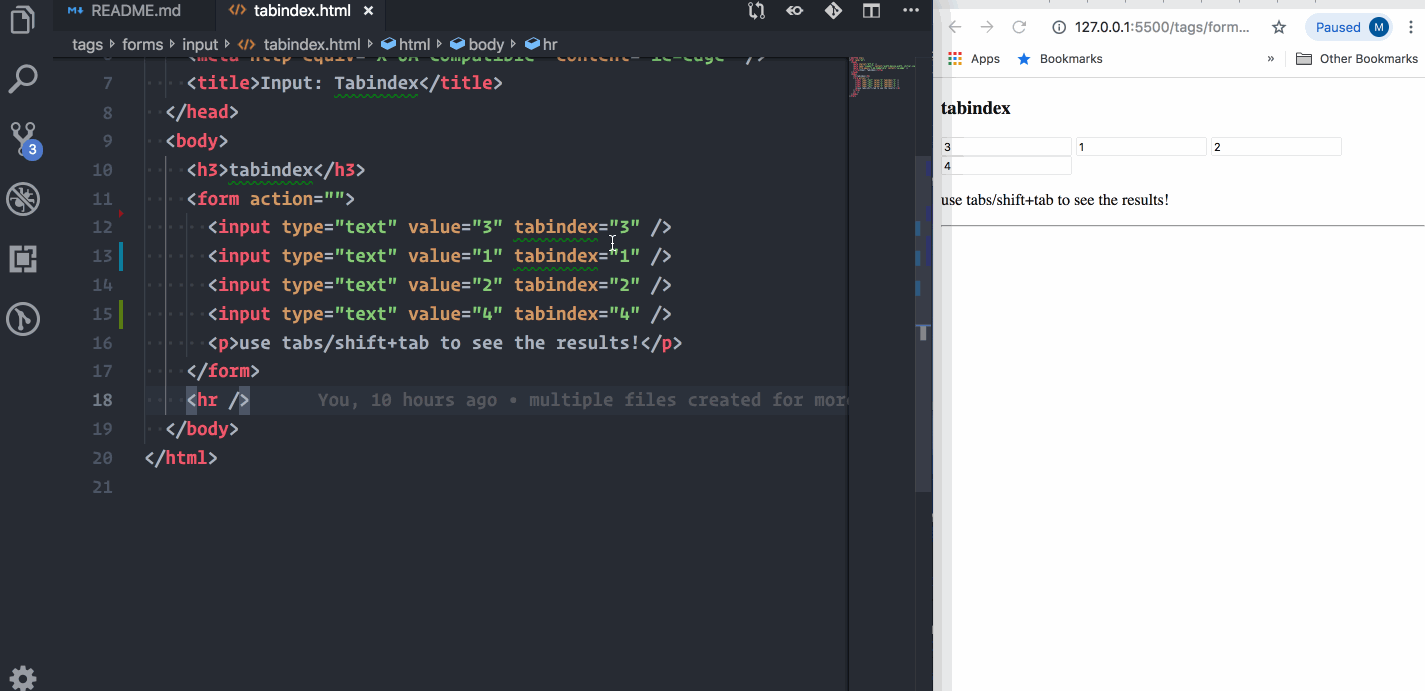 README.md
tabindex.html
tags forms input tabindex.html html body hr
7 <title>Input: Tabindex</title>
8 </head>
9 <body>
10 <h3>tabindex</h3>
11 <form action="">
12 <input type="text" value="3" tabindex="3" />
13 <input type="text" value="1" tabindex="1" />
14 <input type="text" value="2" tabindex="2" />
15 <input type="text" value="4" tabindex="4" />
16 <p>use tabs/shift+tab to see the results!</p>
17 </form>
18 <hr /> You, 10 hours ago • multiple files created for more
19 </body>
20 </html>
21
3
127.0.0.1:5500/tags/form...
Paused M
Apps
Bookmarks
»
Other Bookmarks
tabindex
3 1 2
4
use tabs/shift+tab to see the results!